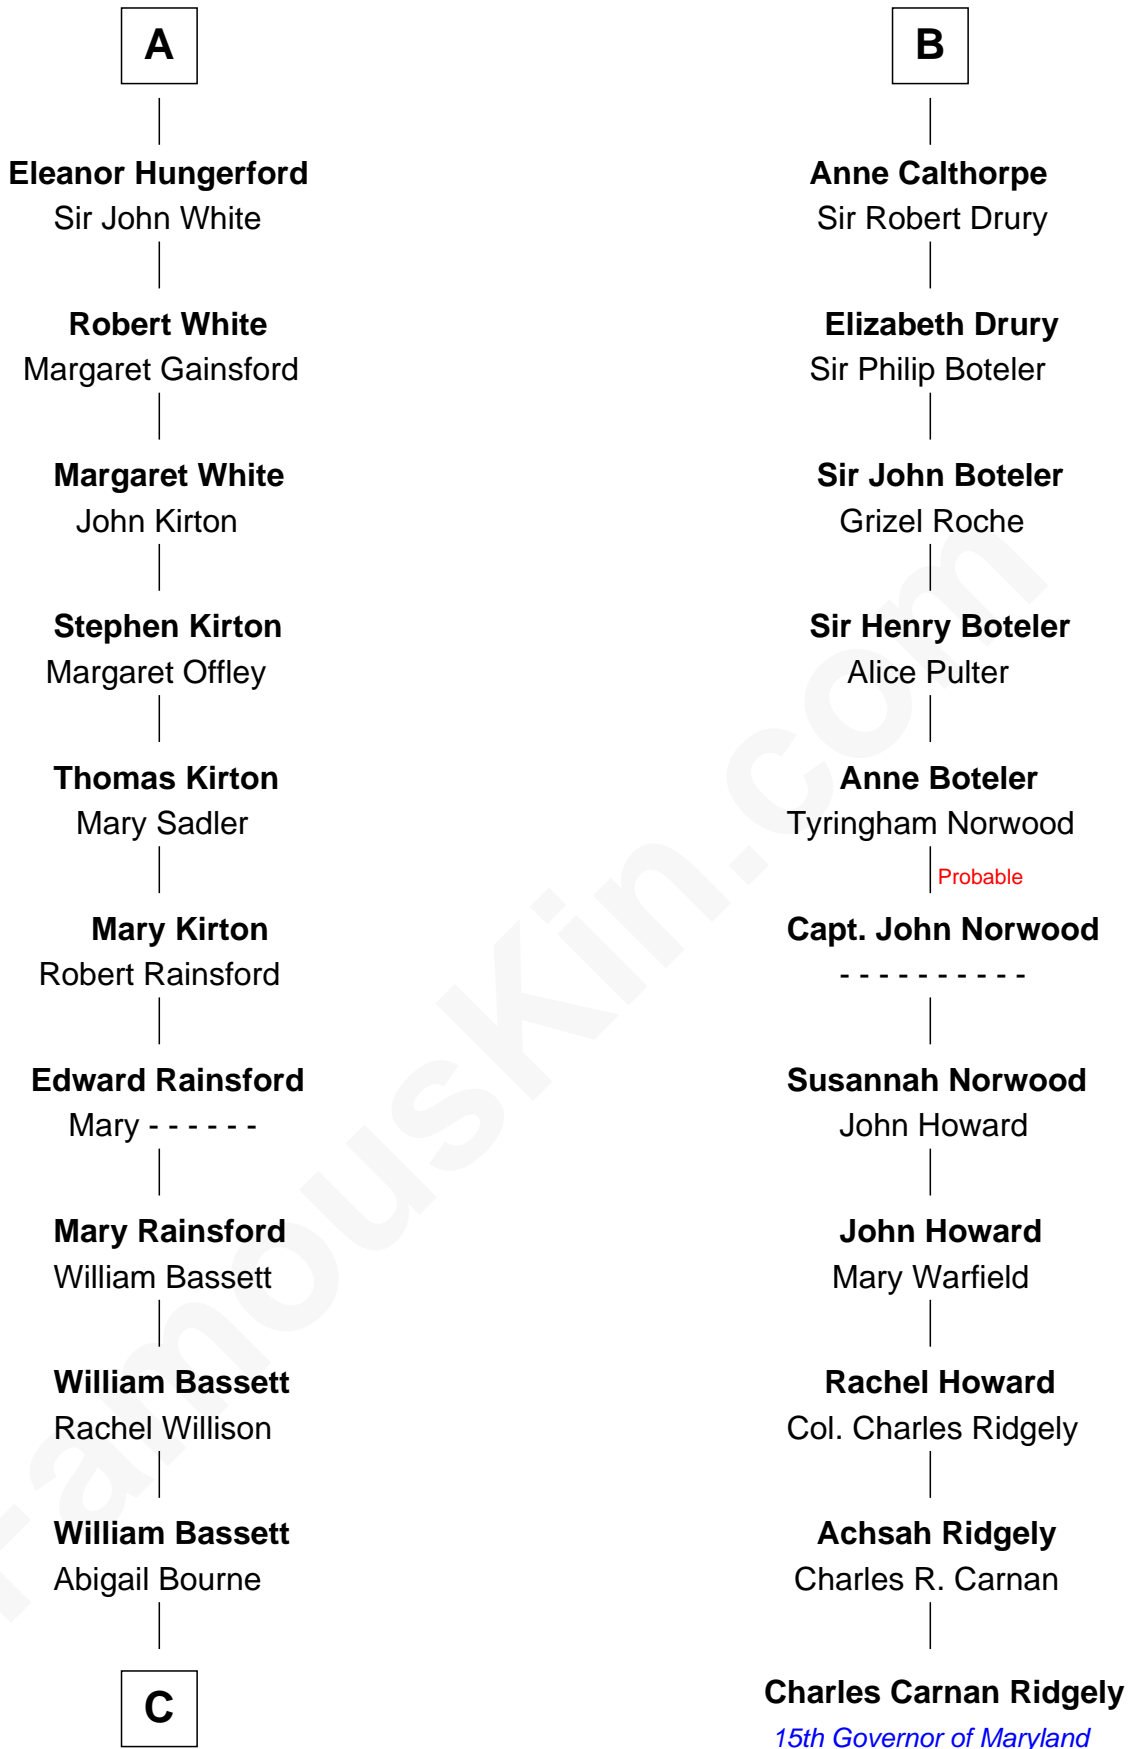 A
Eleanor Hungerford
Sir John White
Robert White
Margaret Gainsford
Margaret White
John Kirton
Stephen Kirton
Margaret Offley
Thomas Kirton
Mary Sadler
Mary Kirton
Robert Rainsford
Edward Rainsford
Mary - - - - - -
Mary Rainsford
William Bassett
William Bassett
Rachel Willison
William Bassett
Abigail Bourne
C
B
Anne Calthorpe
Sir Robert Drury
Elizabeth Drury
Sir Philip Boteler
Sir John Boteler
Grizel Roche
Sir Henry Boteler
Alice Pulter
Anne Boteler
Tyringham Norwood
Probable
Capt. John Norwood
- - - - - - - - - -
Susannah Norwood
John Howard
John Howard
Mary Warfield
Rachel Howard
Col. Charles Ridgely
Achsah Ridgely
Charles R. Carnan
Charles Carnan Ridgely
15th Governor of Maryland
FamousKin.com